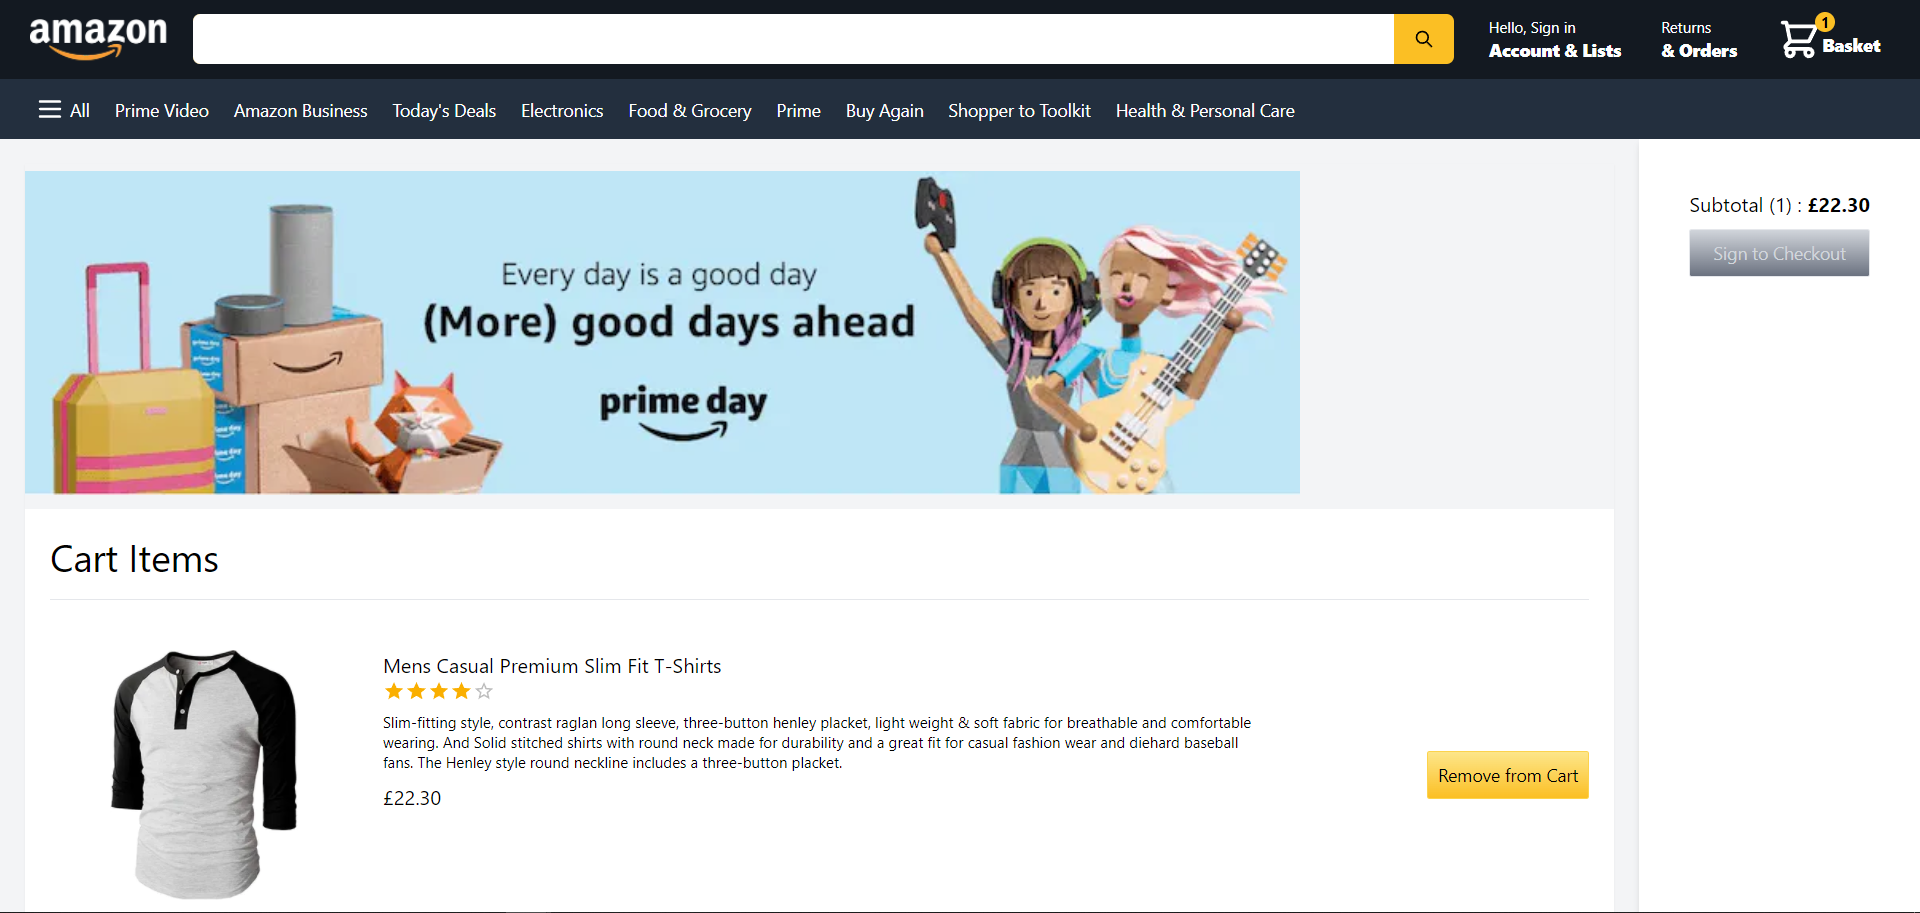 amazon
Hello, Sign in
Account & Lists
Returns
& Orders
1
Basket
All
Prime Video
Amazon Business
Today's Deals
Electronics
Food & Grocery
Prime
Buy Again
Shopper to Toolkit
Health & Personal Care
Every day is a good day
(More) good days ahead
prime day
Subtotal (1) : £22.30
Sign to Checkout
Cart Items
Mens Casual Premium Slim Fit T-Shirts
Slim-fitting style, contrast raglan long sleeve, three-button henley placket, light weight & soft fabric for breathable and comfortable
wearing. And Solid stitched shirts with round neck made for durability and a great fit for casual fashion wear and diehard baseball
fans. The Henley style round neckline includes a three-button placket.
£22.30
Remove from Cart